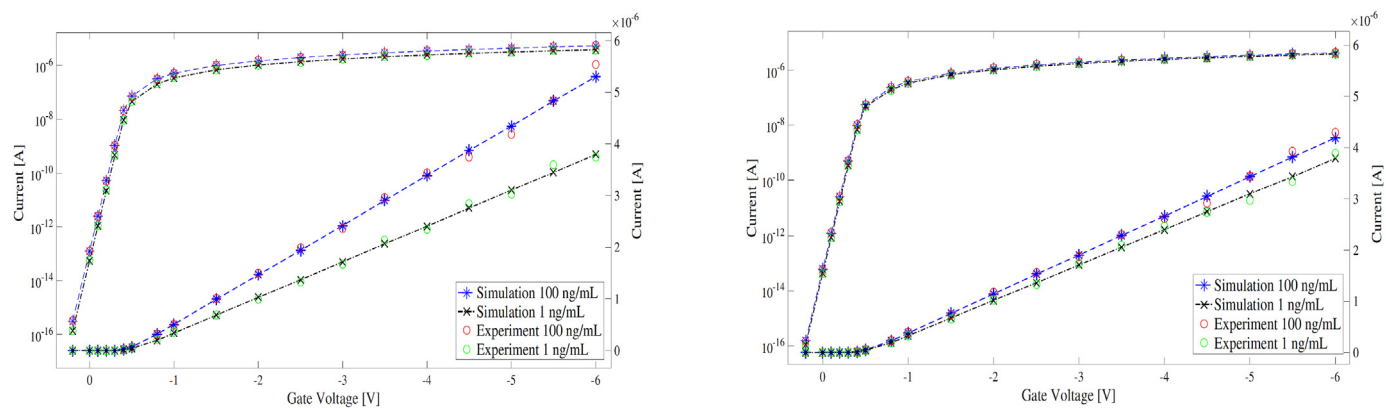 ×10⁻⁶
10⁻⁶
10⁻⁸
10⁻¹⁰
10⁻¹²
10⁻¹⁴
10⁻¹⁶
Current [A]
6
5
4
3
2
1
0
Current [A]
Simulation 100 ng/mL
Simulation 1 ng/mL
Experiment 100 ng/mL
Experiment 1 ng/mL
0 -1 -2 -3 -4 -5 -6
Gate Voltage [V]
×10⁻⁶
10⁻⁶
10⁻⁸
10⁻¹⁰
10⁻¹²
10⁻¹⁴
10⁻¹⁶
Current [A]
6
5
4
3
2
1
0
Current [A]
Simulation 100 ng/mL
Simulation 1 ng/mL
Experiment 100 ng/mL
Experiment 1 ng/mL
0 -1 -2 -3 -4 -5 -6
Gate Voltage [V]